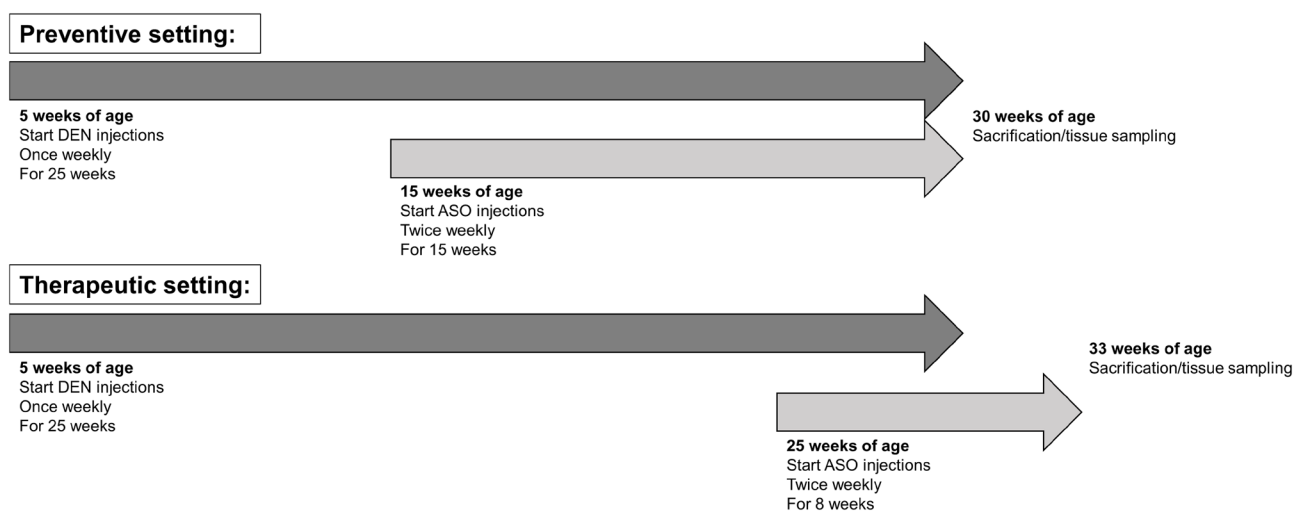 Preventive setting:
5 weeks of age
Start DEN injections
Once weekly
For 25 weeks
30 weeks of age
Sacrification/tissue sampling
15 weeks of age
Start ASO injections
Twice weekly
For 15 weeks
Therapeutic setting:
5 weeks of age
Start DEN injections
Once weekly
For 25 weeks
33 weeks of age
Sacrification/tissue sampling
25 weeks of age
Start ASO injections
Twice weekly
For 8 weeks